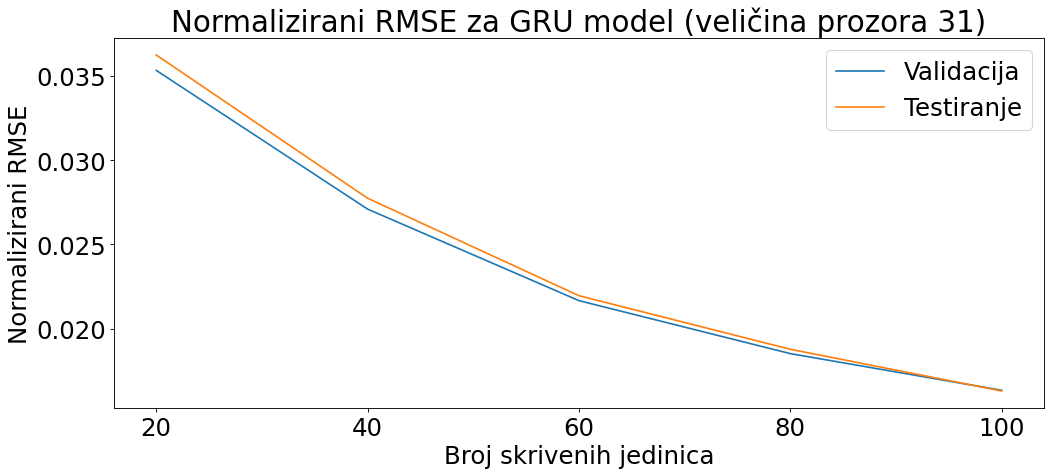 Normalizirani RMSE za GRU model (veličina prozora 31)
Validacija
Testiranje
Normalizirani RMSE
0.035
0.030
0.025
0.020
20 40 60 80 100
Broj skrivenih jedinica